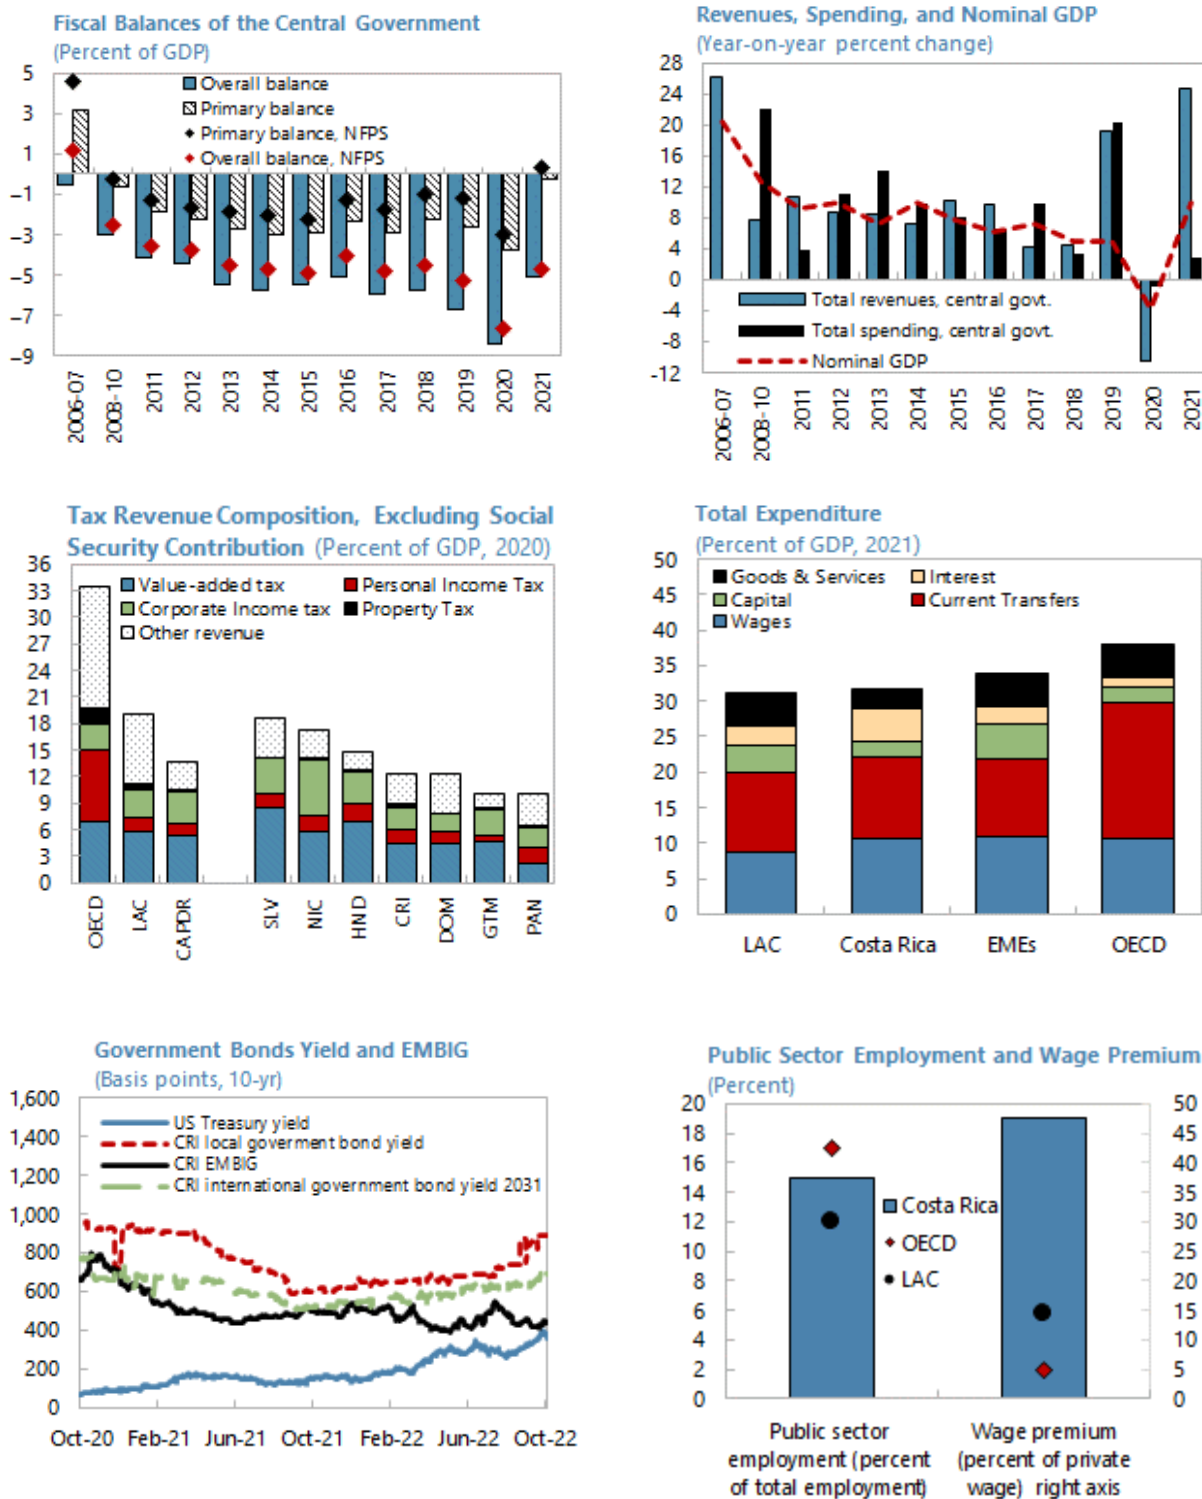 Fiscal Balances of the Central Government
(Percent of GDP)
5
3
1
−1
−3
−5
−7
−9
Overall balance
Primary balance
Primary balance, NFPS
Overall balance, NFPS
2006-07
2008-10
2011
2012
2013
2014
2015
2016
2017
2018
2019
2020
2021
Revenues, Spending, and Nominal GDP
(Year-on-year percent change)
28
24
20
16
12
8
4
0
-4
-8
-12
Total revenues, central govt.
Total spending, central govt.
Nominal GDP
2006-07
2008-10
2011
2012
2013
2014
2015
2016
2017
2018
2019
2020
2021
Tax Revenue Composition, Excluding Social
Security Contribution (Percent of GDP, 2020)
36
33
30
27
24
21
18
15
12
9
6
3
0
Value-added tax
Personal Income Tax
Corporate Income tax
Property Tax
Other revenue
OECD
LAC
CAPDR
SLV
NIC
HND
CRI
DOM
GTM
PAN
Total Expenditure
(Percent of GDP, 2021)
50
45
40
35
30
25
20
15
10
5
0
Goods & Services
Interest
Capital
Current Transfers
Wages
LAC
Costa Rica
EMEs
OECD
Government Bonds Yield and EMBIG
(Basis points, 10-yr)
1,600
1,400
1,200
1,000
800
600
400
200
0
US Treasury yield
CRI local goverment bond yield
CRI EMBIG
CRI international government bond yield 2031
Oct-20
Feb-21
Jun-21
Oct-21
Feb-22
Jun-22
Oct-22
Public Sector Employment and Wage Premium
(Percent)
20
18
16
14
12
10
8
6
4
2
0
50
45
40
35
30
25
20
15
10
5
0
Costa Rica
OECD
LAC
Public sector
employment (percent
of total employment)
Wage premium
(percent of private
wage) right axis